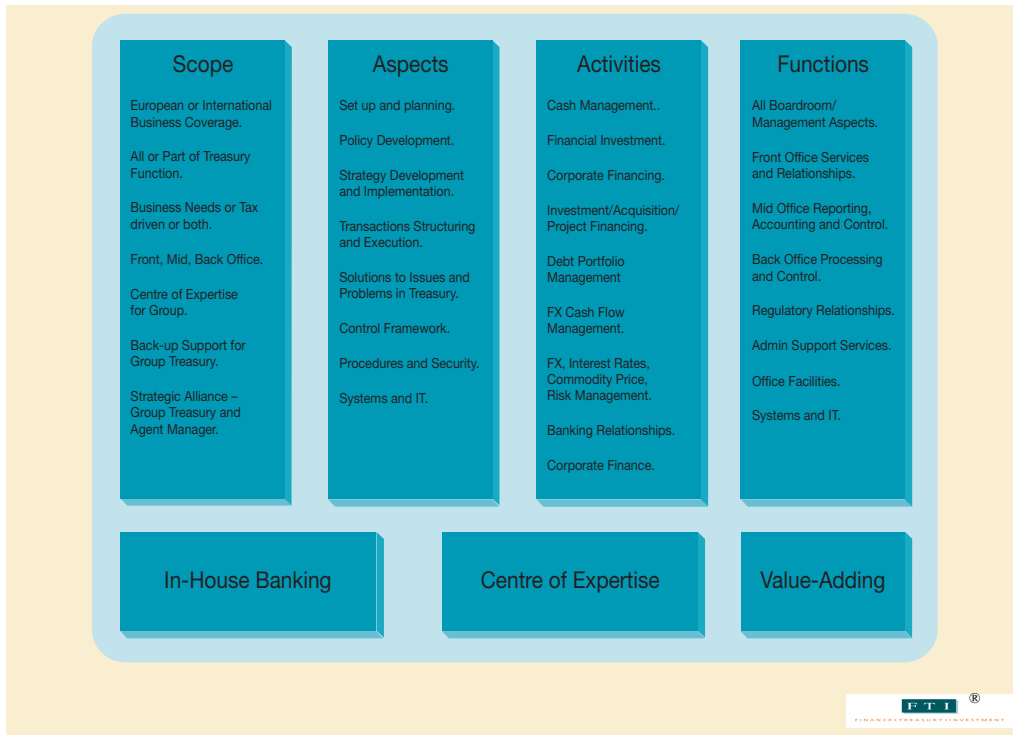 Scope
European or International
Business Coverage.
All or Part of Treasury
Function.
Business Needs or Tax
driven or both.
Front, Mid, Back Office.
Centre of Expertise
for Group.
Back-up Support for
Group Treasury.
Strategic Alliance –
Group Treasury and
Agent Manager.
Aspects
Set up and planning.
Policy Development.
Strategy Development
and Implementation.
Transactions Structuring
and Execution.
Solutions to Issues and
Problems in Treasury.
Control Framework.
Procedures and Security.
Systems and IT.
Activities
Cash Management..
Financial Investment.
Corporate Financing.
Investment/Acquisition/
Project Financing.
Debt Portfolio
Management
FX Cash Flow
Management.
FX, Interest Rates,
Commodity Price,
Risk Management.
Banking Relationships.
Corporate Finance.
Functions
All Boardroom/
Management Aspects.
Front Office Services
and Relationships.
Mid Office Reporting,
Accounting and Control.
Back Office Processing
and Control.
Regulatory Relationships.
Admin Support Services.
Office Facilities.
Systems and IT.
In-House Banking
Centre of Expertise
Value-Adding
FTI ®
FINANCE TREASURY INVESTMENT